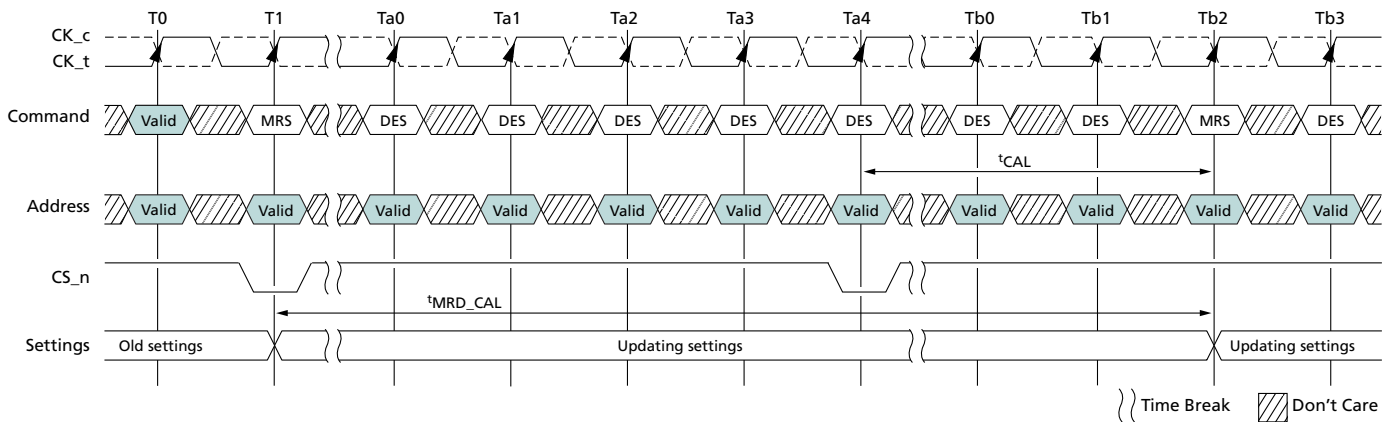 T0 T1 Ta0 Ta1 Ta2 Ta3 Ta4 Tb0 Tb1 Tb2 Tb3
CK_c
CK_t
Command Valid MRS DES DES DES DES DES DES DES MRS DES
tCAL
Address Valid Valid Valid Valid Valid Valid Valid Valid Valid Valid Valid
CS_n
tMRD_CAL
Settings Old settings Updating settings Updating settings
Time Break Don't Care